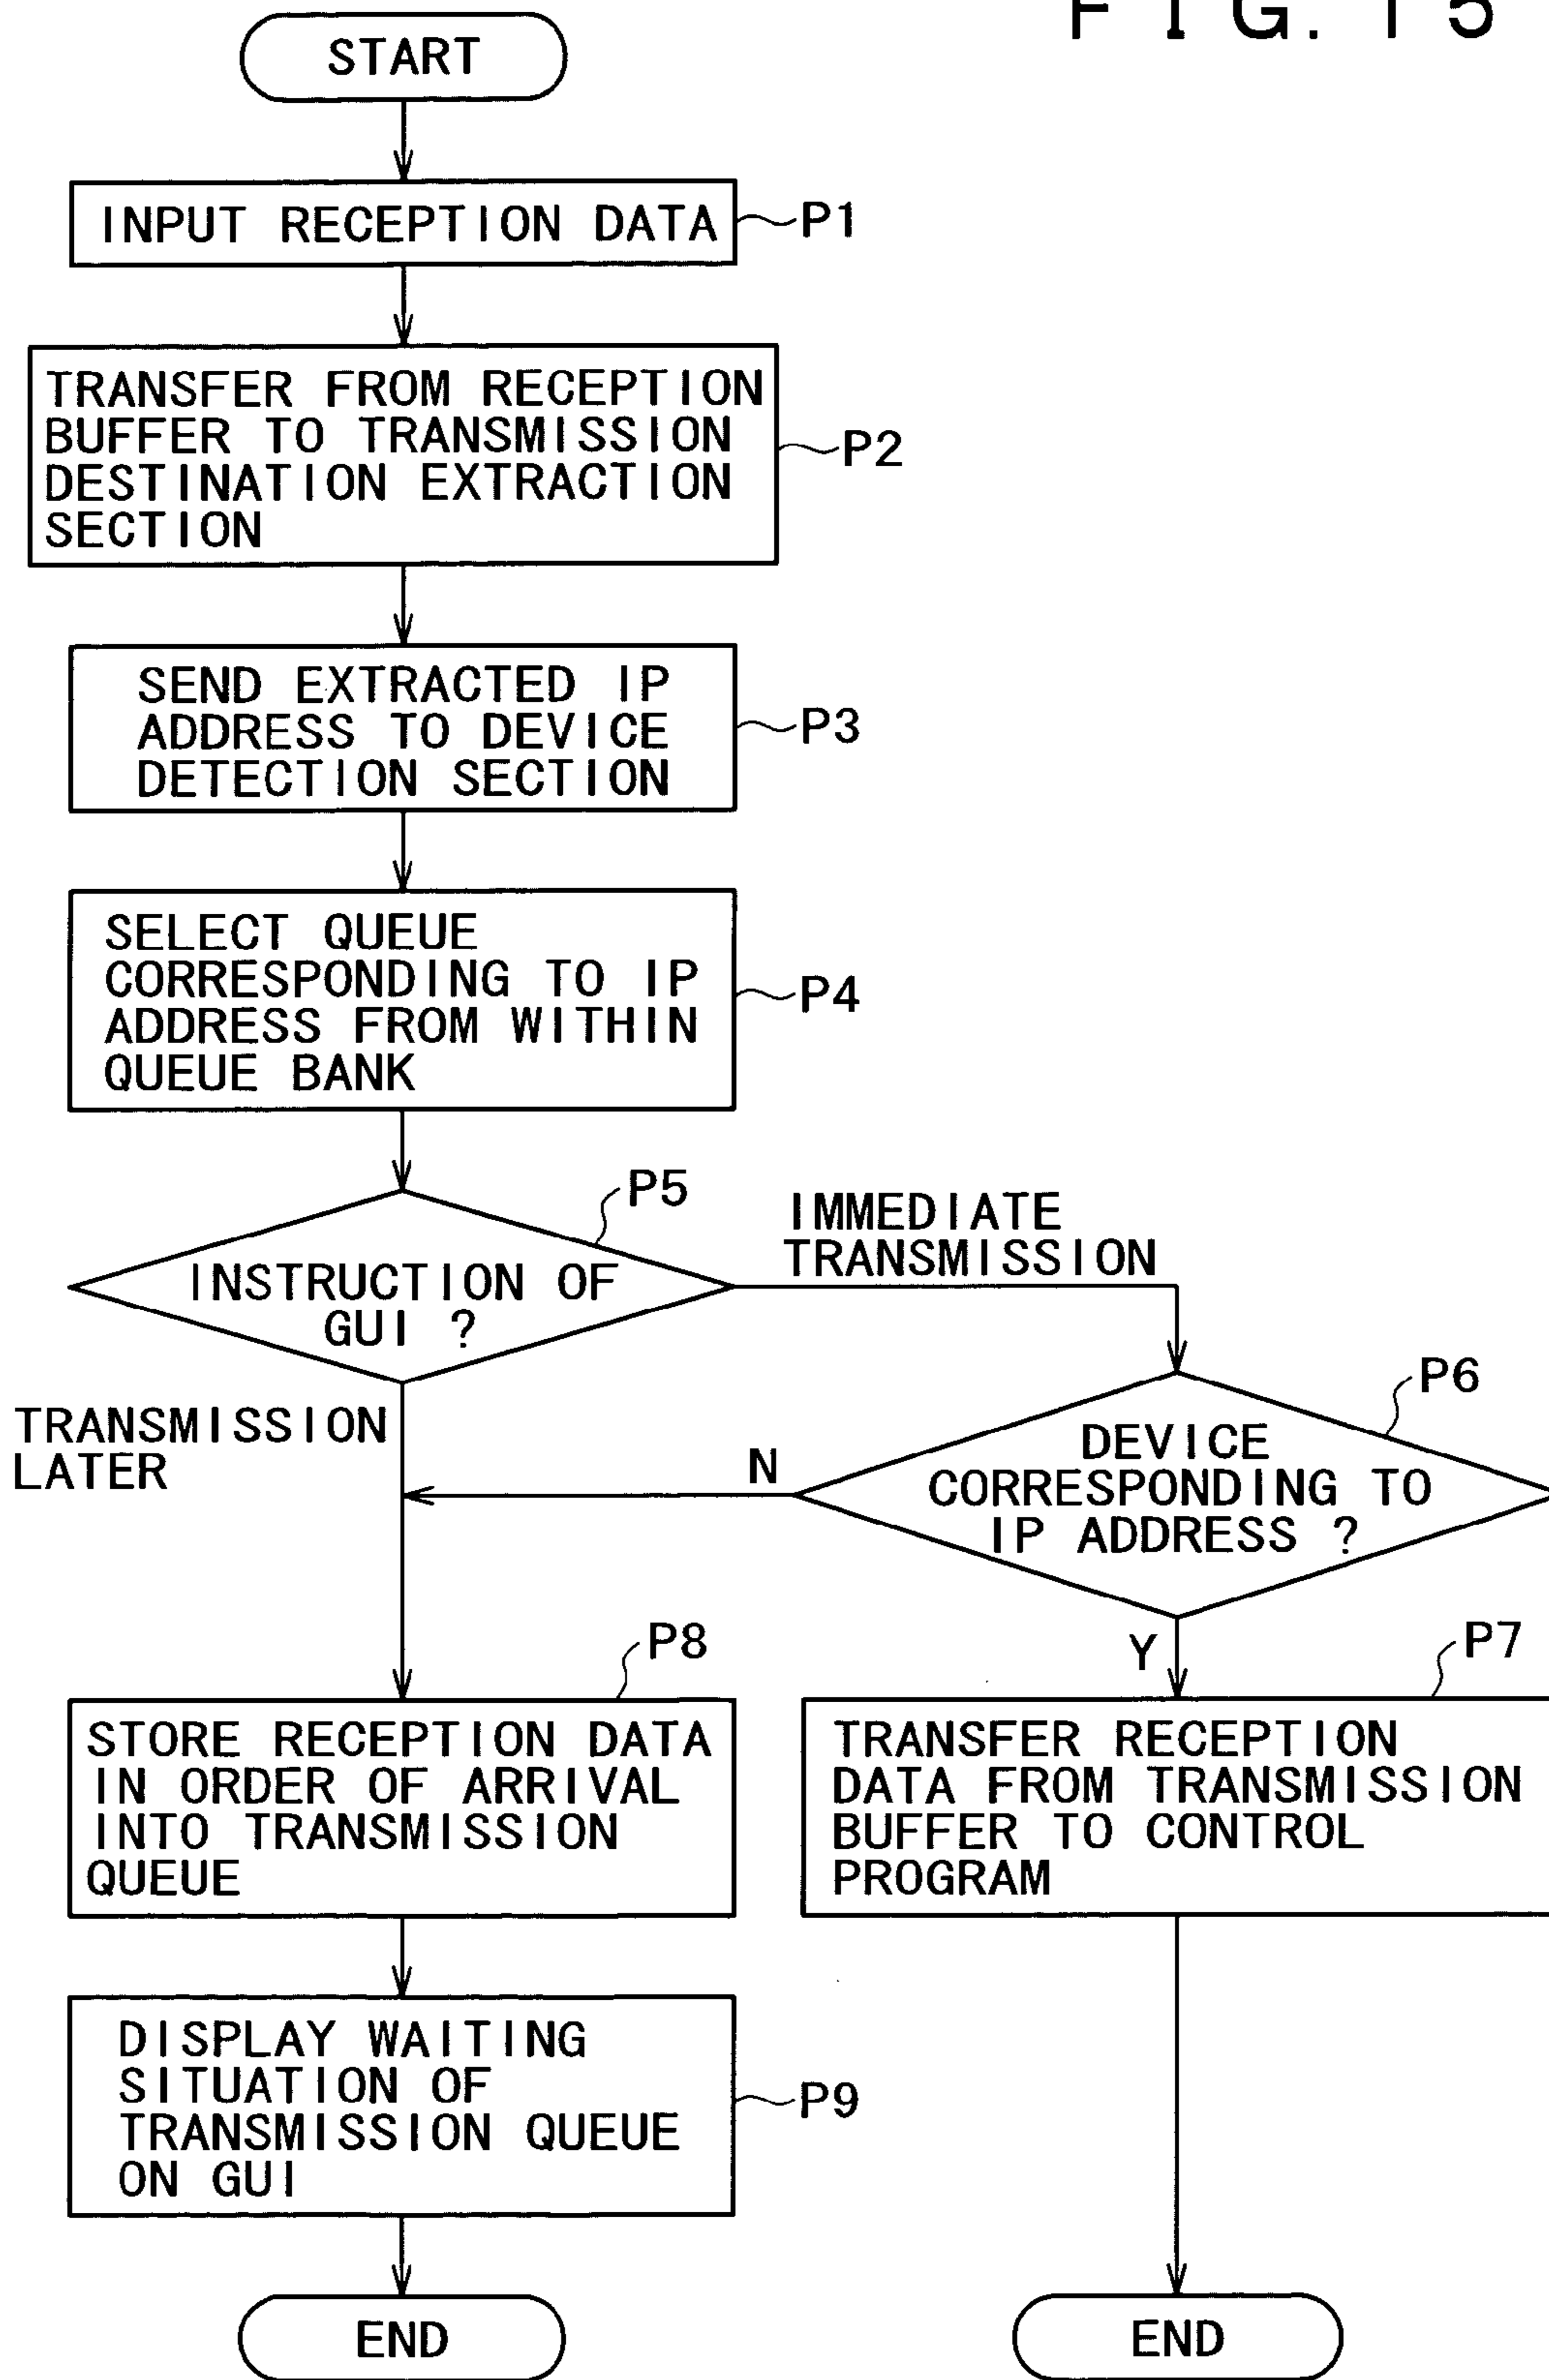 FIG. 15
START
INPUT RECEPTION DATA
P1
TRANSFER FROM RECEPTION
BUFFER TO TRANSMISSION
DESTINATION EXTRACTION
SECTION
P2
SEND EXTRACTED IP
ADDRESS TO DEVICE
DETECTION SECTION
P3
SELECT QUEUE
CORRESPONDING TO IP
ADDRESS FROM WITHIN
QUEUE BANK
P4
P5
INSTRUCTION OF
GUI ?
IMMEDIATE
TRANSMISSION
TRANSMISSION
LATER
P6
DEVICE
CORRESPONDING TO
IP ADDRESS ?
N
Y
P8
STORE RECEPTION DATA
IN ORDER OF ARRIVAL
INTO TRANSMISSION
QUEUE
P7
TRANSFER RECEPTION
DATA FROM TRANSMISSION
BUFFER TO CONTROL
PROGRAM
DISPLAY WAITING
SITUATION OF
TRANSMISSION QUEUE
ON GUI
P9
END
END